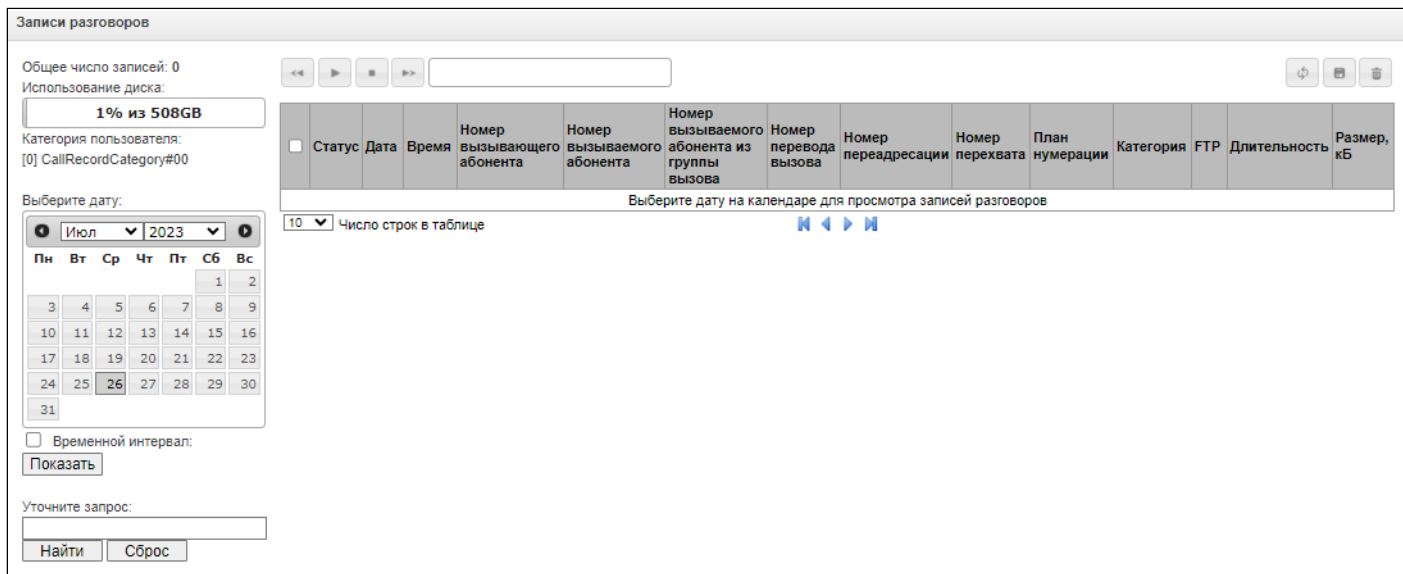 Записи разговоров
Общее число записей: 0
Использование диска:
1% из 508GB
Категория пользователя:
[0] CallRecordCategory#00
Выберите дату:
Июл 2023
Пн Вт Ср Чт Пт Сб Вс
1 2
3 4 5 6 7 8 9
10 11 12 13 14 15 16
17 18 19 20 21 22 23
24 25 26 27 28 29 30
31
Временной интервал:
Показать
Уточните запрос:
Найти Сброс
Статус Дата Время Номер вызывающего абонента Номер вызываемого абонента Номер вызываемого абонента из группы вызова Номер перевода вызова Номер переадресации Номер перехвата План нумерации Категория FTP Длительность Размер, кБ
Выберите дату на календаре для просмотра записей разговоров
10 Число строк в таблице